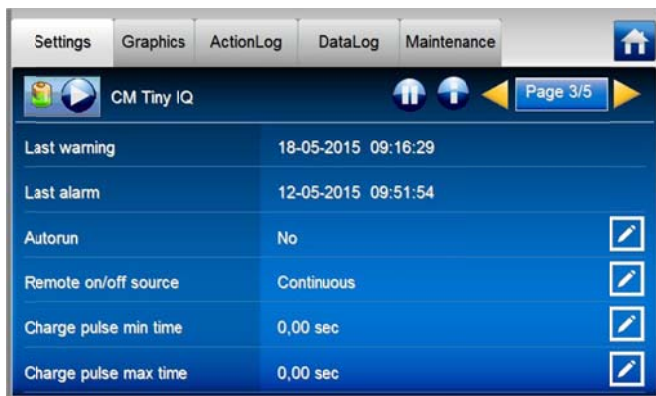 Settings Graphics ActionLog DataLog Maintenance
CM Tiny IQ Page 3/5
Last warning 18-05-2015 09:16:29
Last alarm 12-05-2015 09:51:54
Autorun No
Remote on/off source Continuous
Charge pulse min time 0,00 sec
Charge pulse max time 0,00 sec